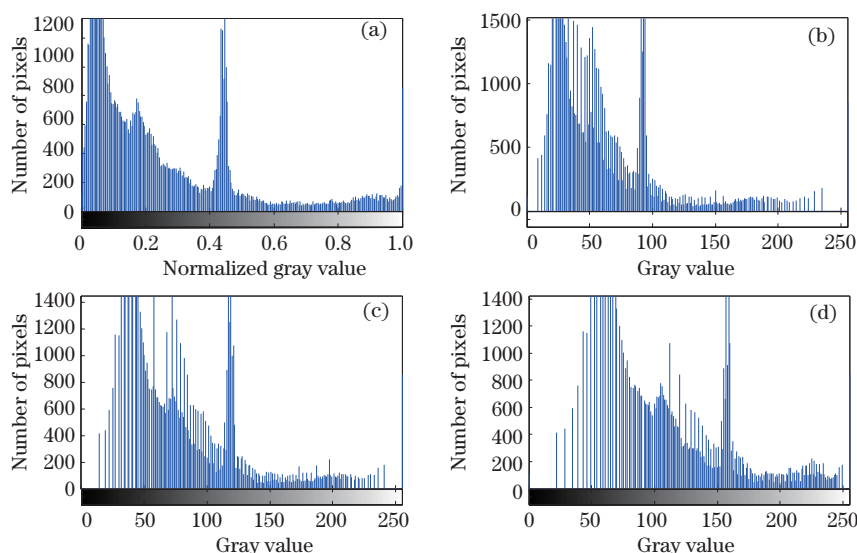 (a)
Number of pixels
1200
1000
800
600
400
200
0
0 0.2 0.4 0.6 0.8 1.0
Normalized gray value
(b)
Number of pixels
1500
1000
500
0
0 50 100 150 200 250
Gray value
(c)
Number of pixels
1400
1200
1000
800
600
400
200
0
0 50 100 150 200 250
Gray value
(d)
Number of pixels
1400
1200
1000
800
600
400
200
0
0 50 100 150 200 250
Gray value